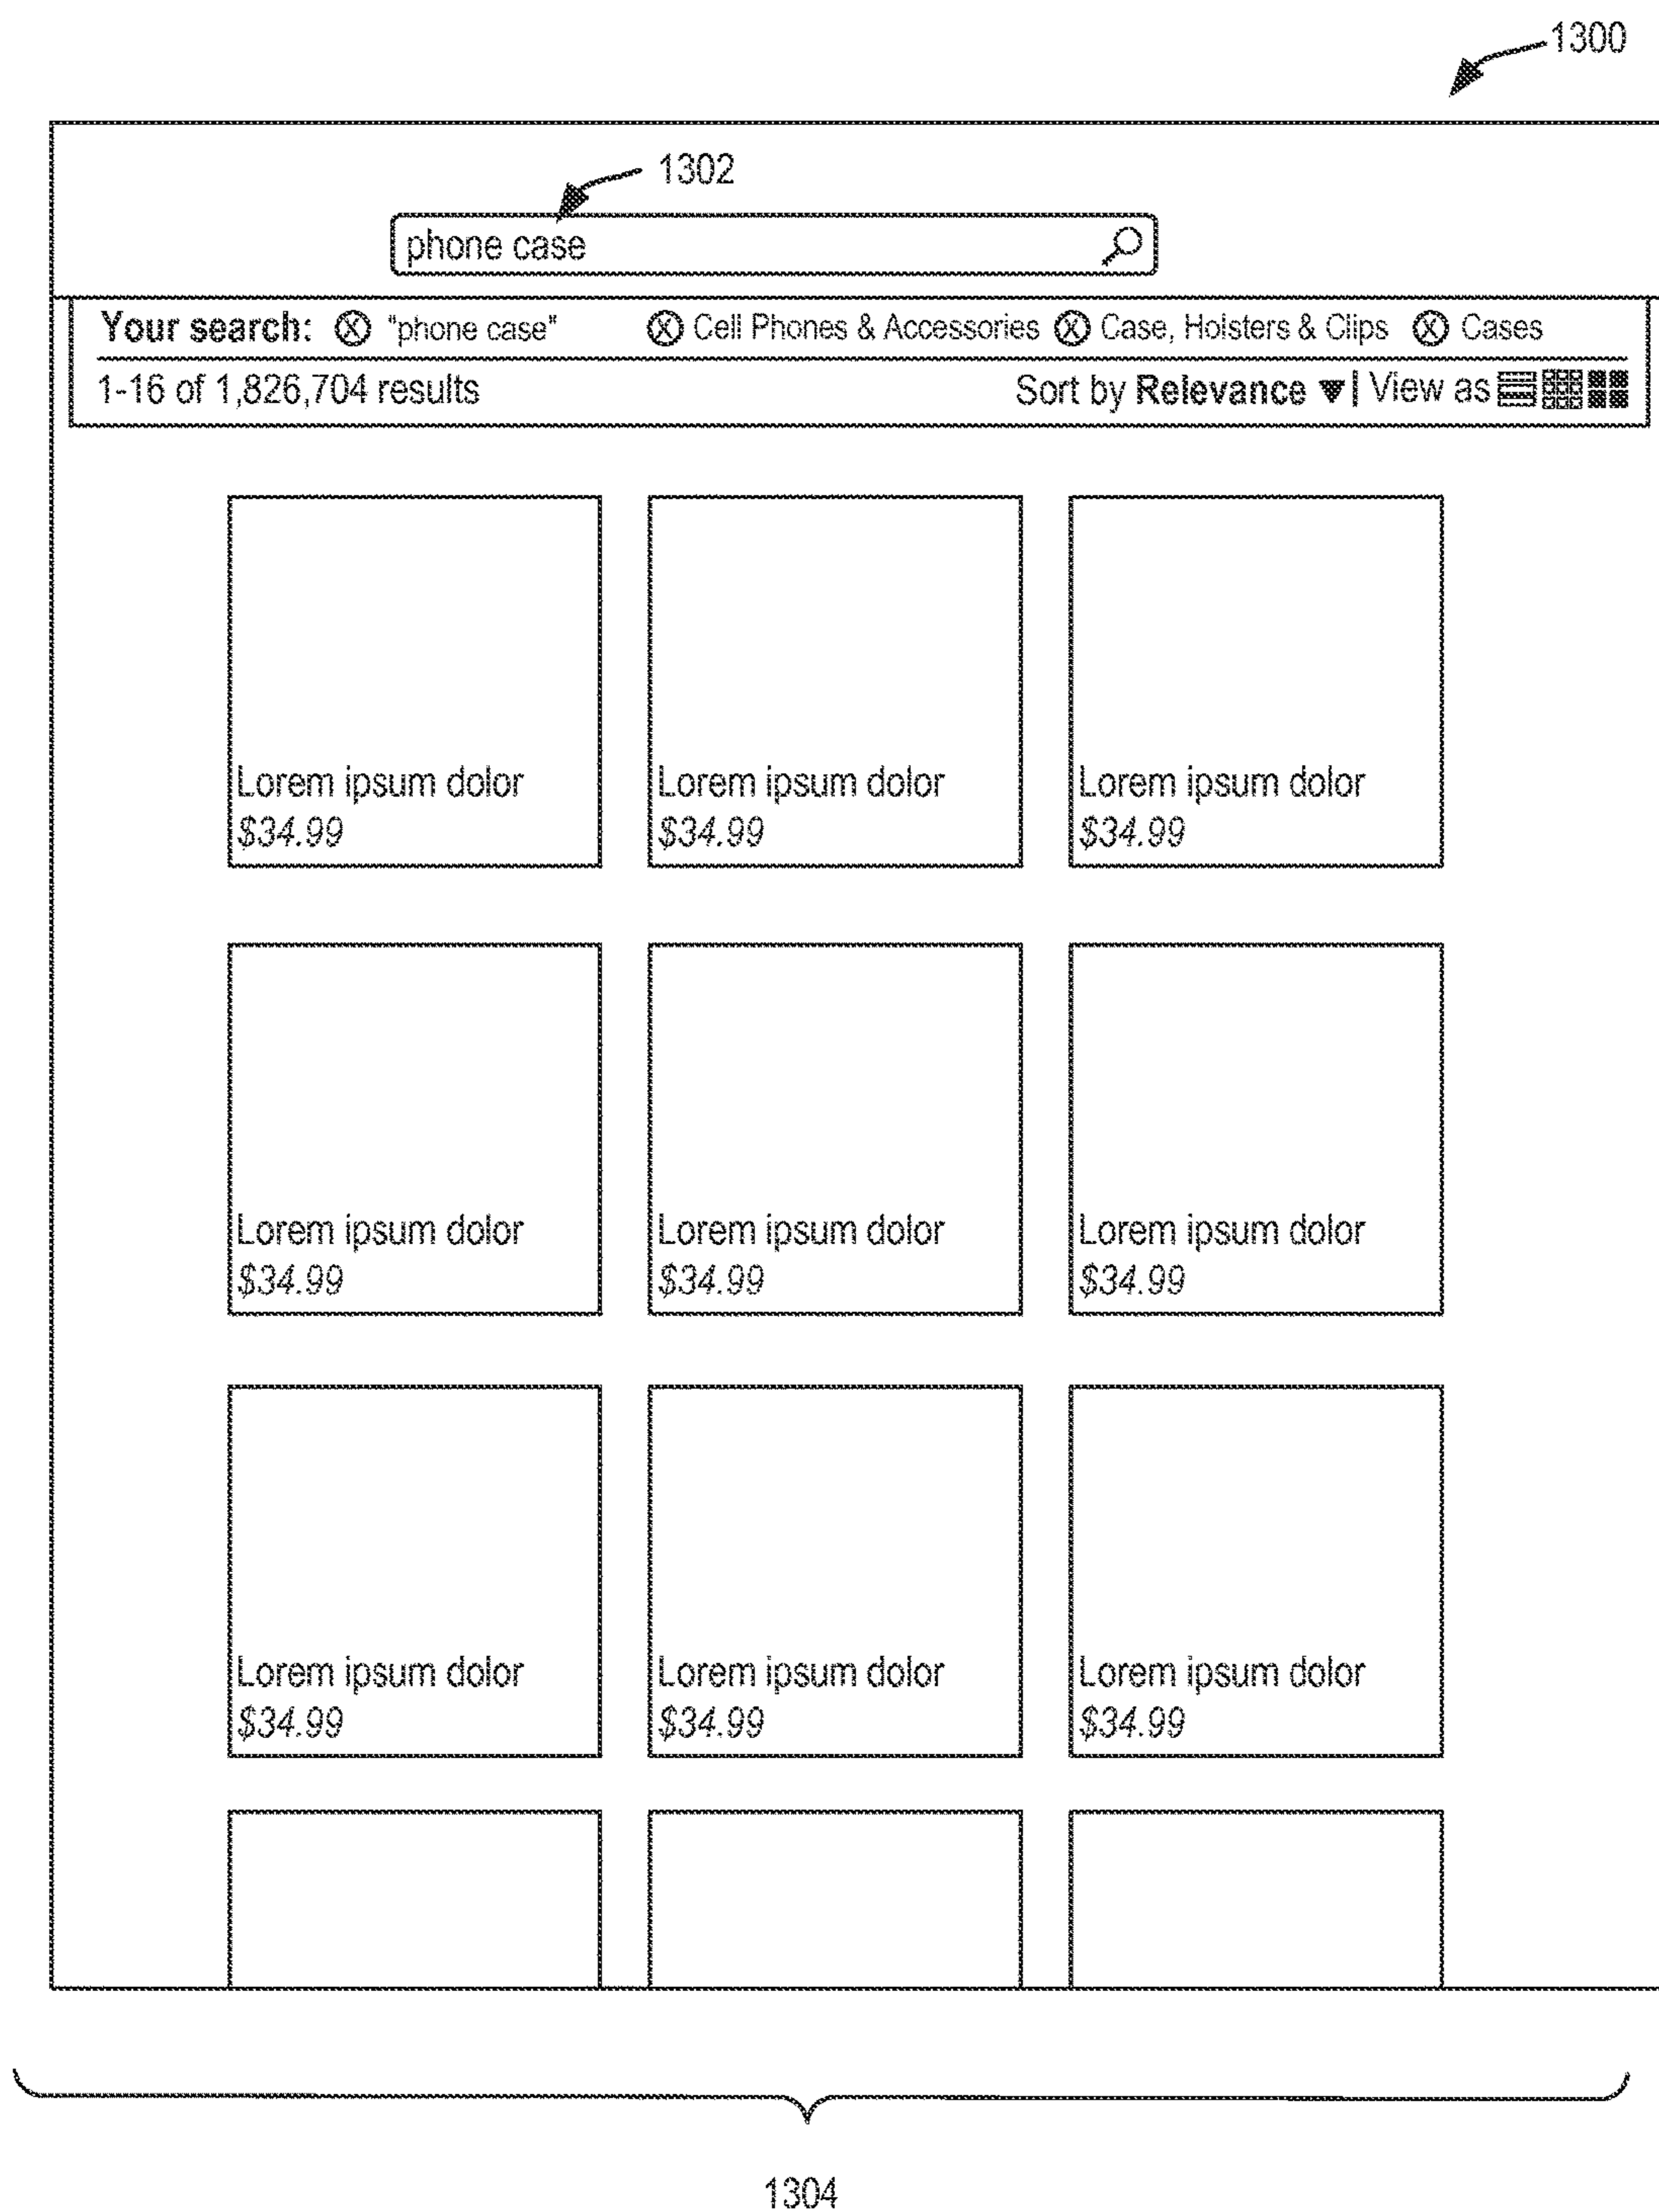 1300
1302
phone case
Your search: ⓧ "phone case" ⓧ Cell Phones & Accessories ⓧ Case, Holsters & Clips ⓧ Cases
1-16 of 1,826,704 results Sort by Relevance ▼| View as
Lorem ipsum dolor Lorem ipsum dolor Lorem ipsum dolor
$34.99 $34.99 $34.99
Lorem ipsum dolor Lorem ipsum dolor Lorem ipsum dolor
$34.99 $34.99 $34.99
Lorem ipsum dolor Lorem ipsum dolor Lorem ipsum dolor
$34.99 $34.99 $34.99
1304